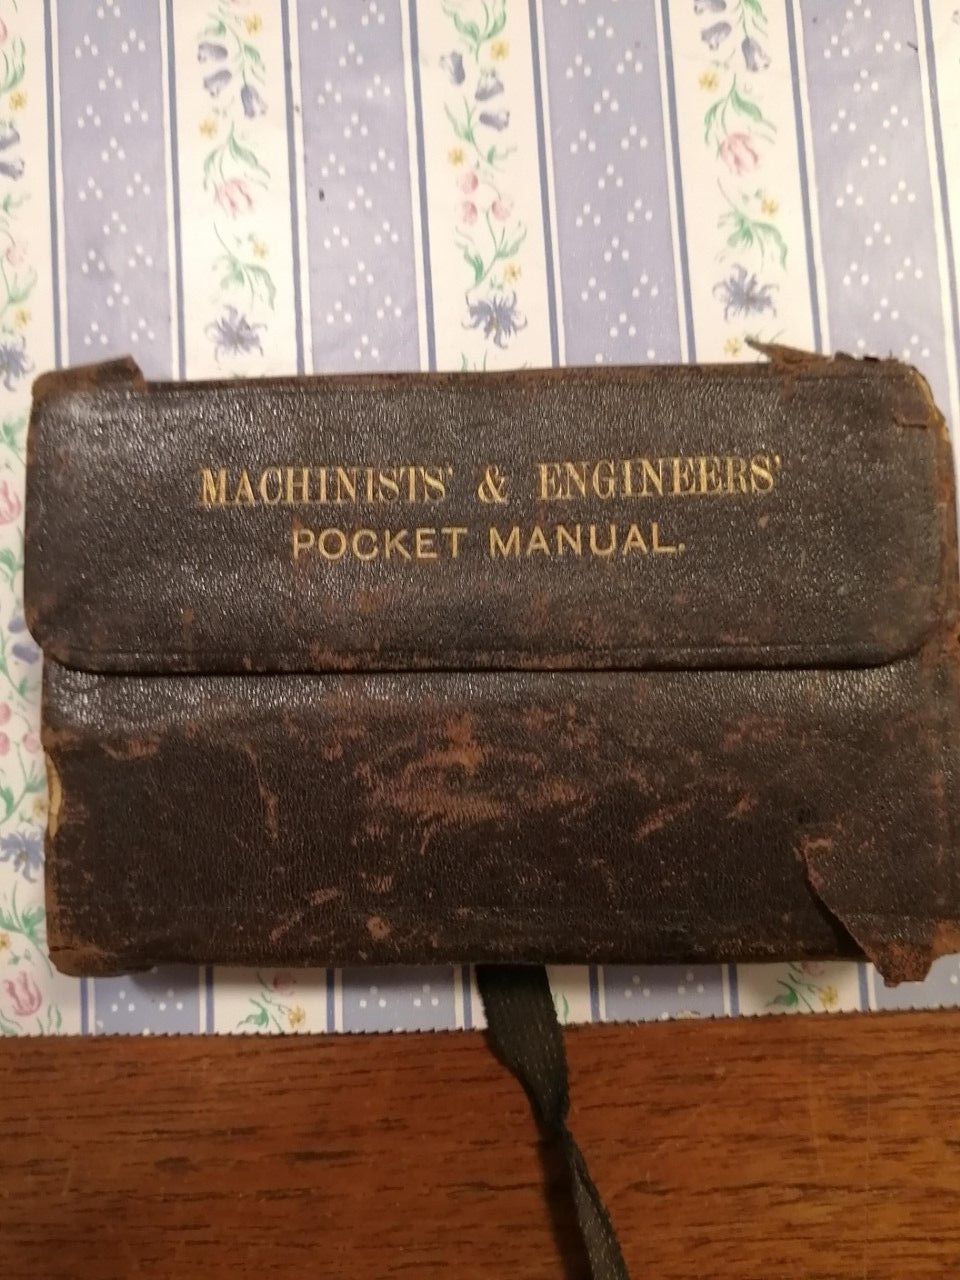 MACHINISTS' & ENGINEERS'
POCKET MANUAL.